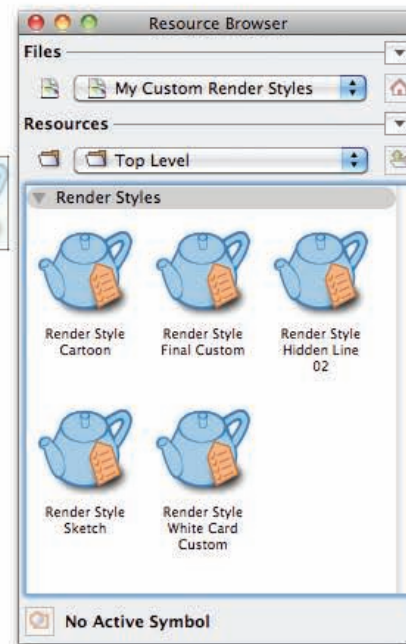 Resource Browser
Files
My Custom Render Styles
Resources
Top Level
Render Styles
Render Style
Cartoon
Render Style
Final Custom
Render Style
Hidden Line
02
Render Style
Sketch
Render Style
White Card
Custom
No Active Symbol